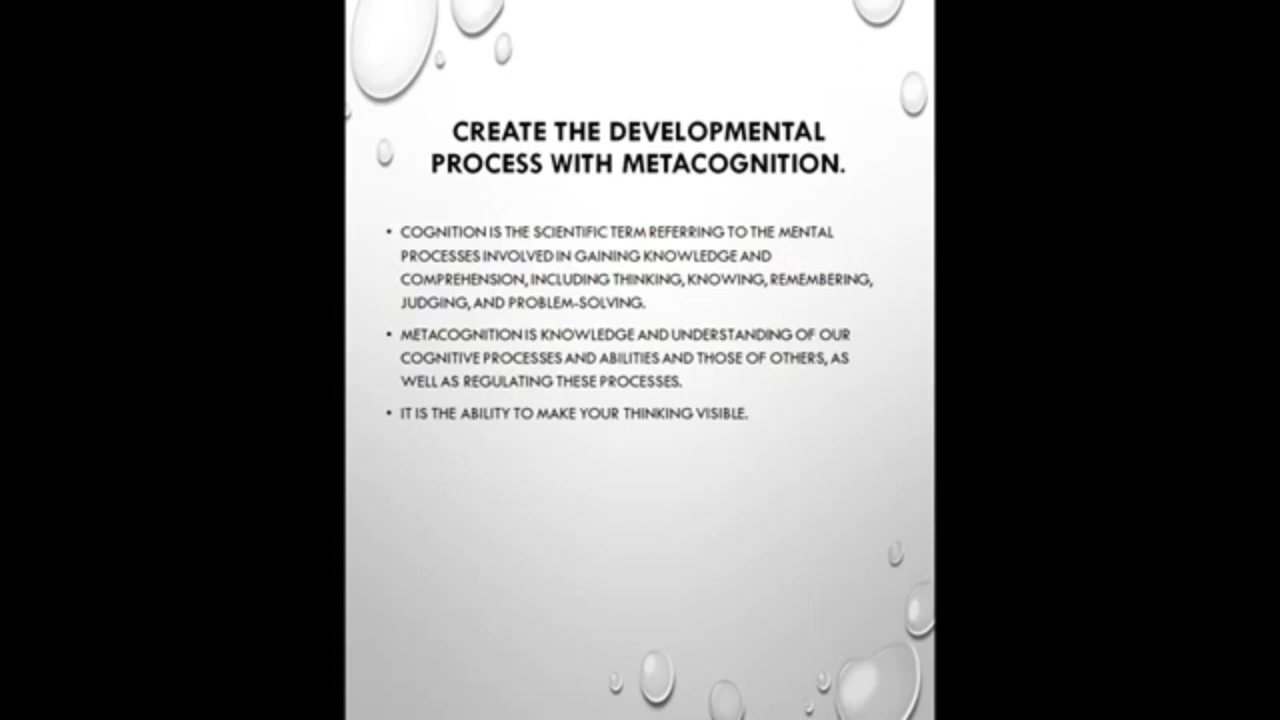 CREATE THE DEVELOPMENTAL
PROCESS WITH METACOGNITION.
• COGNITION IS THE SCIENTIFIC TERM REFERRING TO THE MENTAL
PROCESSES INVOLVED IN GAINING KNOWLEDGE AND
COMPREHENSION, INCLUDING THINKING, KNOWING, REMEMBERING,
JUDGING, AND PROBLEM-SOLVING.
• METACOGNITION IS KNOWLEDGE AND UNDERSTANDING OF OUR
COGNITIVE PROCESSES AND ABILITIES AND THOSE OF OTHERS, AS
WELL AS REGULATING THESE PROCESSES.
• IT IS THE ABILITY TO MAKE YOUR THINKING VISIBLE.